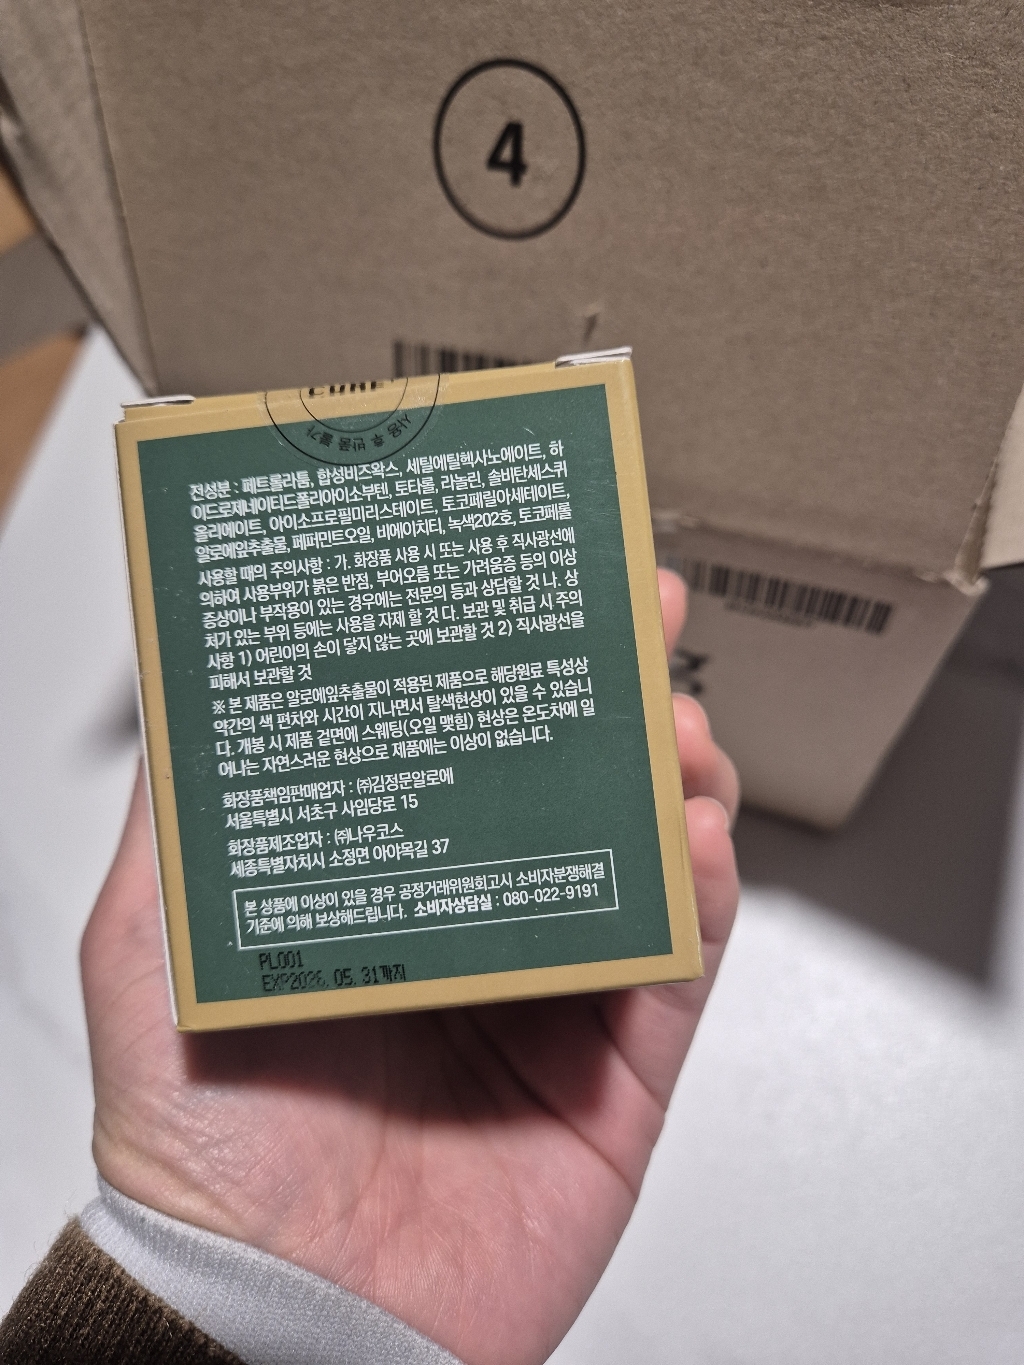 4
CURE
사용 후 반품 불가
전성분 : 페트롤라툼, 합성비즈왁스, 세틸에틸헥사노에이트, 하
이드로제네이티드폴리아이소부텐, 토타롤, 라놀린, 솔비탄세스퀴
올리에이트, 아이소프로필미리스테이트, 토코페릴아세테이트,
알로에잎추출물, 페퍼민트오일, 비에이치티, 녹색202호, 토코페롤
사용할 때의 주의사항 : 가. 화장품 사용 시 또는 사용 후 직사광선에
의하여 사용부위가 붉은 반점, 부어오름 또는 가려움증 등의 이상
증상이나 부작용이 있는 경우에는 전문의 등과 상담할 것 나. 상
처가 있는 부위 등에는 사용을 자제 할 것 다. 보관 및 취급 시 주의
사항 1) 어린이의 손이 닿지 않는 곳에 보관할 것 2) 직사광선을
피해서 보관할 것
※ 본 제품은 알로에잎추출물이 적용된 제품으로 해당원료 특성상
약간의 색 편차와 시간이 지나면서 탈색현상이 있을 수 있습니
다. 개봉 시 제품 겉면에 스웨팅(오일 맺힘) 현상은 온도차에 일
어나는 자연스러운 현상으로 제품에는 이상이 없습니다.
화장품책임판매업자 : ㈜김정문알로에
서울특별시 서초구 사임당로 15
화장품제조업자 : ㈜나우코스
세종특별자치시 소정면 아야목길 37
본 상품에 이상이 있을 경우 공정거래위원회고시 소비자분쟁해결
기준에 의해 보상해드립니다. 소비자상담실 : 080-022-9191
PL001
EXP2026. 05. 31까지